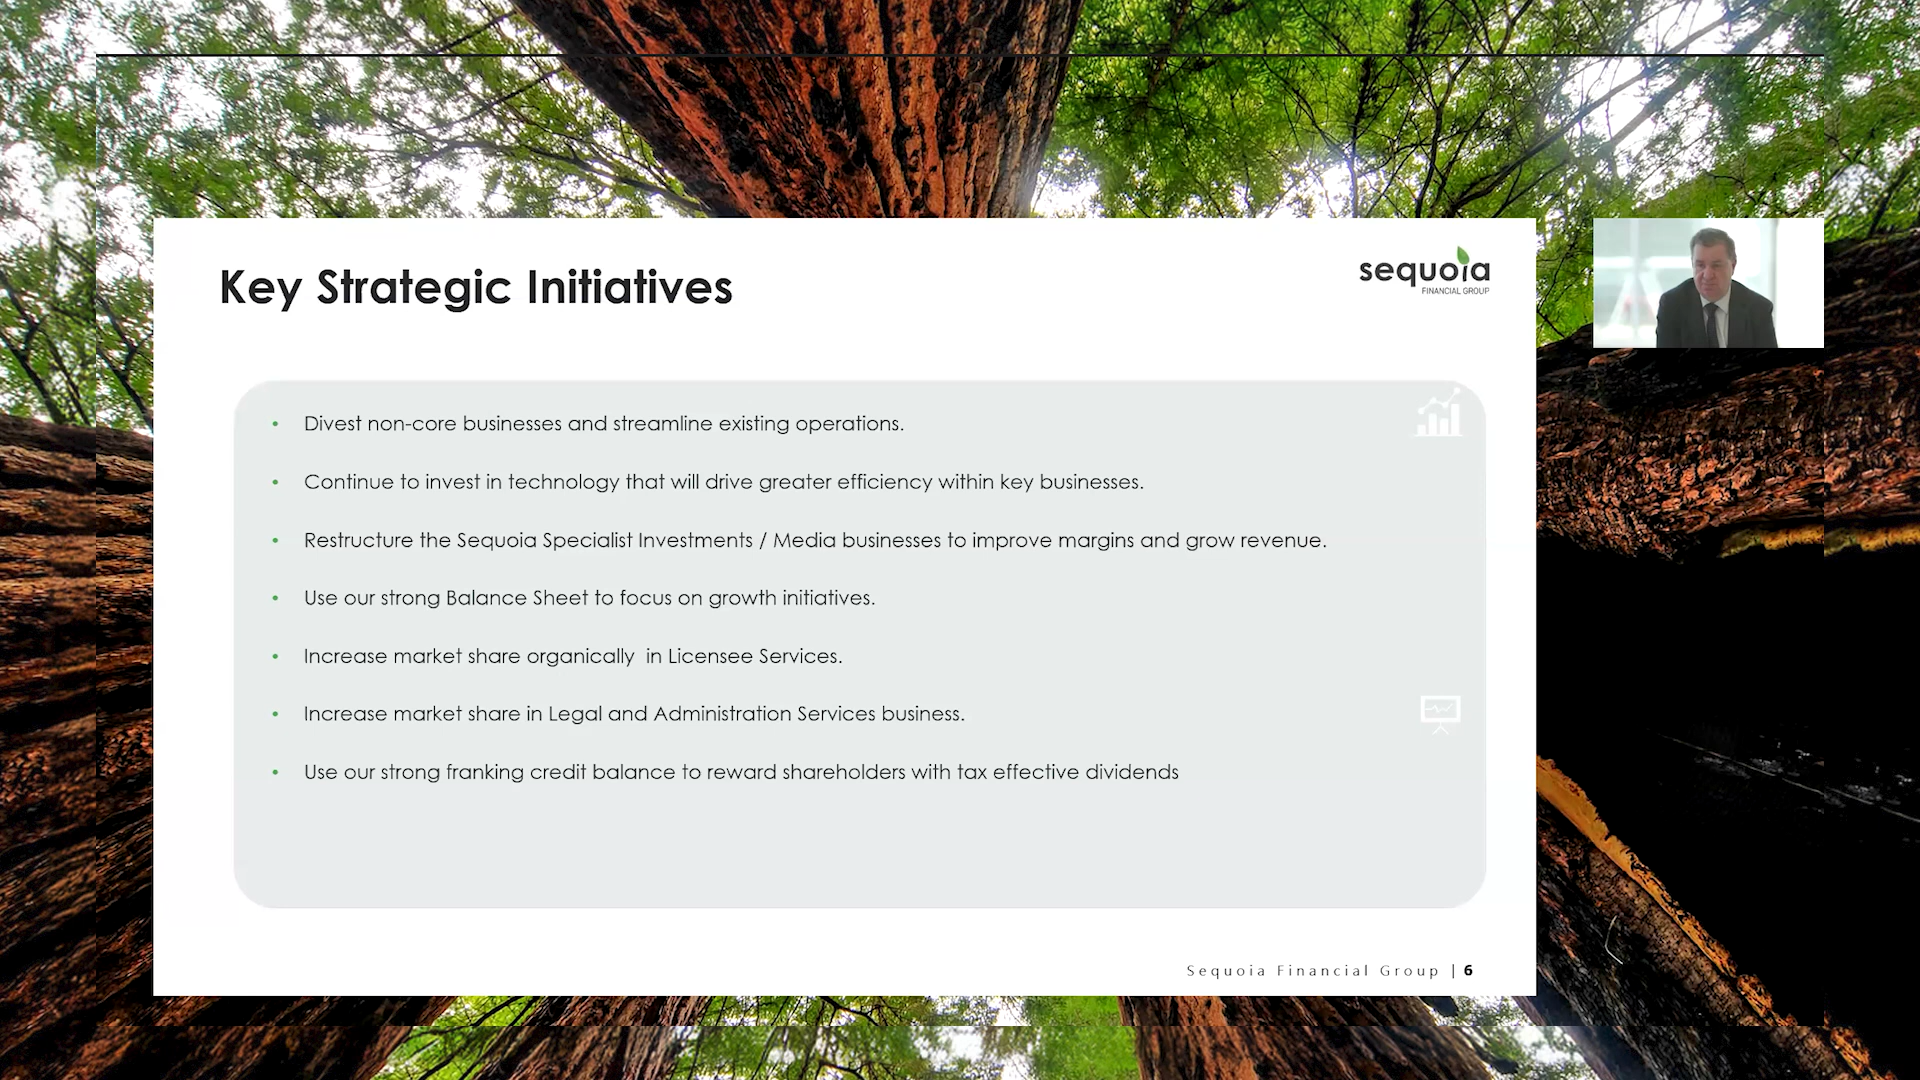 Key Strategic Initiatives
sequoia
FINANCIAL GROUP
• Divest non-core businesses and streamline existing operations.
• Continue to invest in technology that will drive greater efficiency within key businesses.
• Restructure the Sequoia Specialist Investments / Media businesses to improve margins and grow revenue.
• Use our strong Balance Sheet to focus on growth initiatives.
• Increase market share organically  in Licensee Services.
• Increase market share in Legal and Administration Services business.
• Use our strong franking credit balance to reward shareholders with tax effective dividends
Sequoia Financial Group | 6